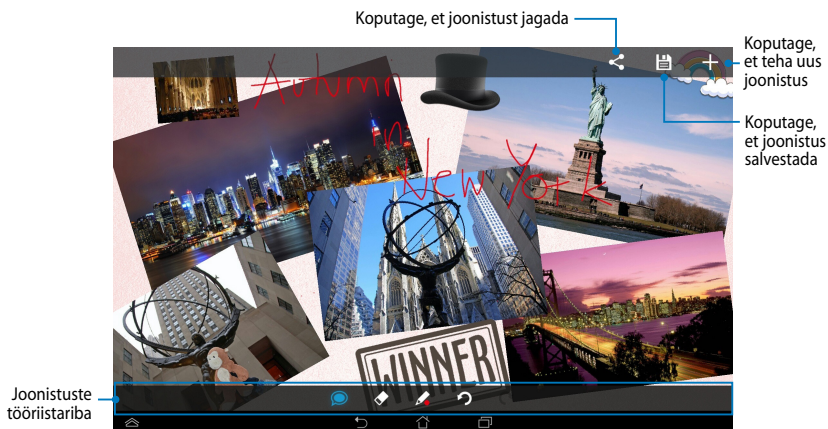 Koputage, et joonistust jagada
Koputage,
et teha uus
joonistus
Koputage,
et joonistus
salvestada
Autumn
in
New York
WINNER
Joonistuste
tööriistariba